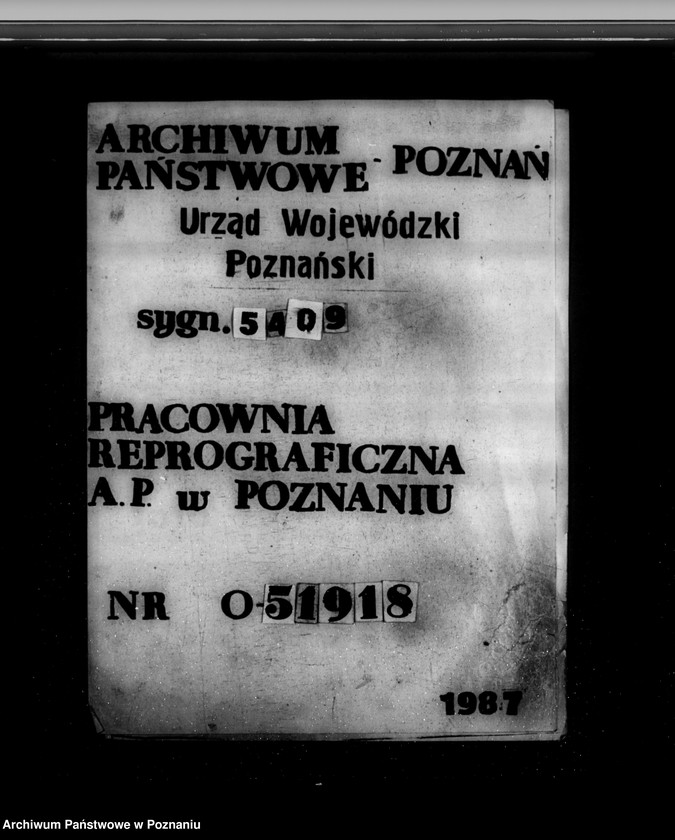 ARCHIWUM
PAŃSTWOWE - POZNAŃ
Urząd Wojewódzki
Poznański
sygn. 5409
PRACOWNIA
REPROGRAFICZNA
A.P. w POZNANIU
NR O-51918
1987
Archiwum Państwowe w Poznaniu